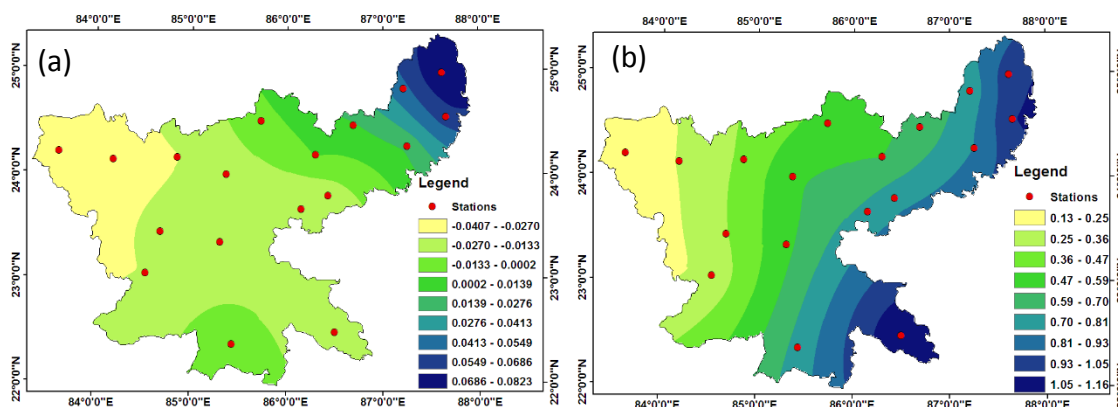 84°0'0"E 85°0'0"E 86°0'0"E 87°0'0"E 88°0'0"E
84°0'0"E 85°0'0"E 86°0'0"E 87°0'0"E 88°0'0"E
(a)
(b)
25°0'0"N
24°0'0"N
23°0'0"N
22°0'0"N
25°0'0"N
24°0'0"N
23°0'0"N
22°0'0"N
25°0'0"N
24°0'0"N
23°0'0"N
22°0'0"N
Legend
Stations
-0.0407 - -0.0270
-0.0270 - -0.0133
-0.0133 - 0.0002
0.0002 - 0.0139
0.0139 - 0.0276
0.0276 - 0.0413
0.0413 - 0.0549
0.0549 - 0.0686
0.0686 - 0.0823
Legend
Stations
0.13 - 0.25
0.25 - 0.36
0.36 - 0.47
0.47 - 0.59
0.59 - 0.70
0.70 - 0.81
0.81 - 0.93
0.93 - 1.05
1.05 - 1.16
84°0'0"E 85°0'0"E 86°0'0"E 87°0'0"E 88°0'0"E
84°0'0"E 85°0'0"E 86°0'0"E 87°0'0"E 88°0'0"E